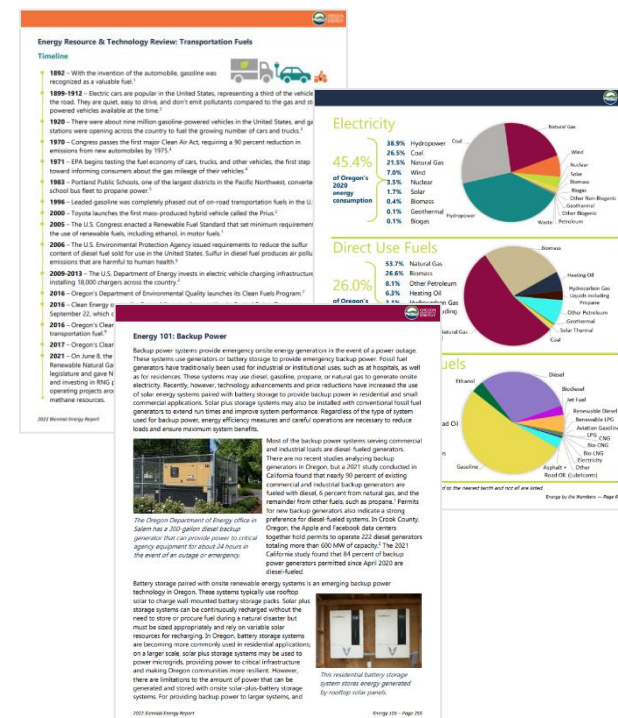 Energy Resource & Technology Review: Transportation Fuels
Timeline
1892 – With the invention of the automobile, gasoline was
recognized as a valuable fuel.¹
1899-1912 – Electric cars are popular in the United States, representing a third of the vehicle
the road. They are quiet, easy to drive, and don't emit pollutants compared to the gas and
powered vehicles available at the time.²
1920 – There were about nine million gasoline-powered vehicles in the United States, and
stations were opening across the country to fuel the growing number of cars and trucks.³
1970 – Congress passes the first major Clean Air Act, requiring a 90 percent reduction in
emissions from new automobiles by 1975.⁴
1971 – EPA begins testing the fuel economy of cars, trucks, and other vehicles, the first step
toward informing consumers about the gas mileage of their vehicles.⁴
1983 – Portland Public Schools, one of the largest districts in the Pacific Northwest,
school bus fleet to propane power.⁵
1996 – Leaded gasoline was completely phased out of on-road transportation fuels in the
2000 – Toyota launches the first mass-produced hybrid vehicle called the Prius.
2005 – The U.S. Congress enacted a Renewable Fuel Standard that set minimum
the use of renewable fuels, including ethanol, in motor fuels.
2006 – The U.S. Environmental Protection Agency issued requirements to reduce the sulfur
content of diesel fuel sold for use in the United States. Sulfur in diesel fuel produces air
emissions that are harmful to human health.
2009-2013 – The U.S. Department of Energy invests in electric vehicle charging
installing 18,000 chargers across the country.
2016 – Oregon's Department of Environmental Quality launches its Clean Fuels Program.
2016 – Clean Energy
September 22, which
2016 – Oregon's Clean
transportation fuel.
2017 – Oregon's Clean
2021 – On June 8, the
Renewable Natural
legislature and gave
and investing in RNG
operating projects
methane resources.
2022 Biennial Energy Report
Electricity
45.4%
of Oregon's
2020
energy
consumption
38.9% Hydropower
26.5% Coal
21.5% Natural Gas
7.0% Wind
3.5% Nuclear
1.7% Solar
0.4% Biomass
0.1% Geothermal
0.1% Biogas
Coal
Natural Gas
Wind
Nuclear
Solar
Biomass
Biogas
Other Non-Biogenic
Geothermal
Other Biogenic
Petroleum
Waste
Hydropower
Direct Use Fuels
26.0%
of Oregon's
53.7% Natural Gas
26.6% Biomass
8.1% Other Petroleum
6.3% Heating Oil
Gas
Biomass
Heating Oil
Hydrocarbon Gas
Liquids including
Propane
Other Petroleum
Geothermal
Solar Thermal
Coal
Gas
Diesel
Ethanol
Biodiesel
Jet Fuel
Renewable Diesel
Renewable LPG
Aviation Gasoline
LPG
CNG
Bio-CNG
Bio-LNG
Electricity
Other
(Lubricants)
Asphalt +
Road Oil
Gasoline
to the nearest tenth and not all are listed.
Energy by the Numbers — Page
Energy 101: Backup Power
Backup power systems provide emergency onsite energy generation in the event of a power outage.
These systems use generators or battery storage to provide emergency backup power. Fossil fuel
generators have traditionally been used for industrial or institutional uses, such as at hospitals, as well
as for residences. These systems may use diesel, gasoline, propane, or natural gas to generate onsite
electricity. Recently, however, technology advancements and price reductions have increased the use
of solar energy systems paired with battery storage to provide backup power in residential and small
commercial applications. Solar plus storage systems may also be installed with conventional fossil fuel
generators to extend run times and improve system performance. Regardless of the type of system
used for backup power, energy efficiency measures and careful operations are necessary to reduce
loads and ensure maximum system benefits.
Most of the backup power systems serving commercial
and industrial loads are diesel-fueled generators.
There are no recent studies analyzing backup
generators in Oregon, but a 2021 study conducted in
California found that nearly 90 percent of existing
commercial and industrial backup generators are
fueled with diesel, 6 percent from natural gas, and the
remainder from other fuels, such as propane.¹ Permits
for new backup generators also indicate a strong
preference for diesel-fueled systems. In Crook County,
Oregon, the Apple and Facebook data centers
together hold permits to operate 222 diesel generators
totaling more than 600 MW of capacity.² The 2021
California study found that 84 percent of backup
power generators permitted since April 2020 are
diesel-fueled.
The Oregon Department of Energy office in
Salem has a 300-gallon diesel backup
generator that can provide power to critical
agency equipment for about 24 hours in
the event of an outage or emergency.
Battery storage paired with onsite renewable energy systems is an emerging backup power
technology in Oregon. These systems typically use rooftop
solar to charge wall mounted battery storage packs. Solar plus
storage systems can be continuously recharged without the
need to store or procure fuel during a natural disaster but
must be sized appropriately and rely on variable solar
resources for recharging. In Oregon, battery storage systems
are becoming more commonly used in residential applications;
on a larger scale, solar plus storage systems may be used to
power microgrids, providing power to critical infrastructure
and making Oregon communities more resilient. However,
there are limitations to the amount of power that can be
generated and stored with onsite solar-plus-battery storage
systems. For providing backup power to larger systems, and
This residential battery storage
system stores energy generated
by rooftop solar panels.
2022 Biennial Energy Report
Energy 101 – Page 255